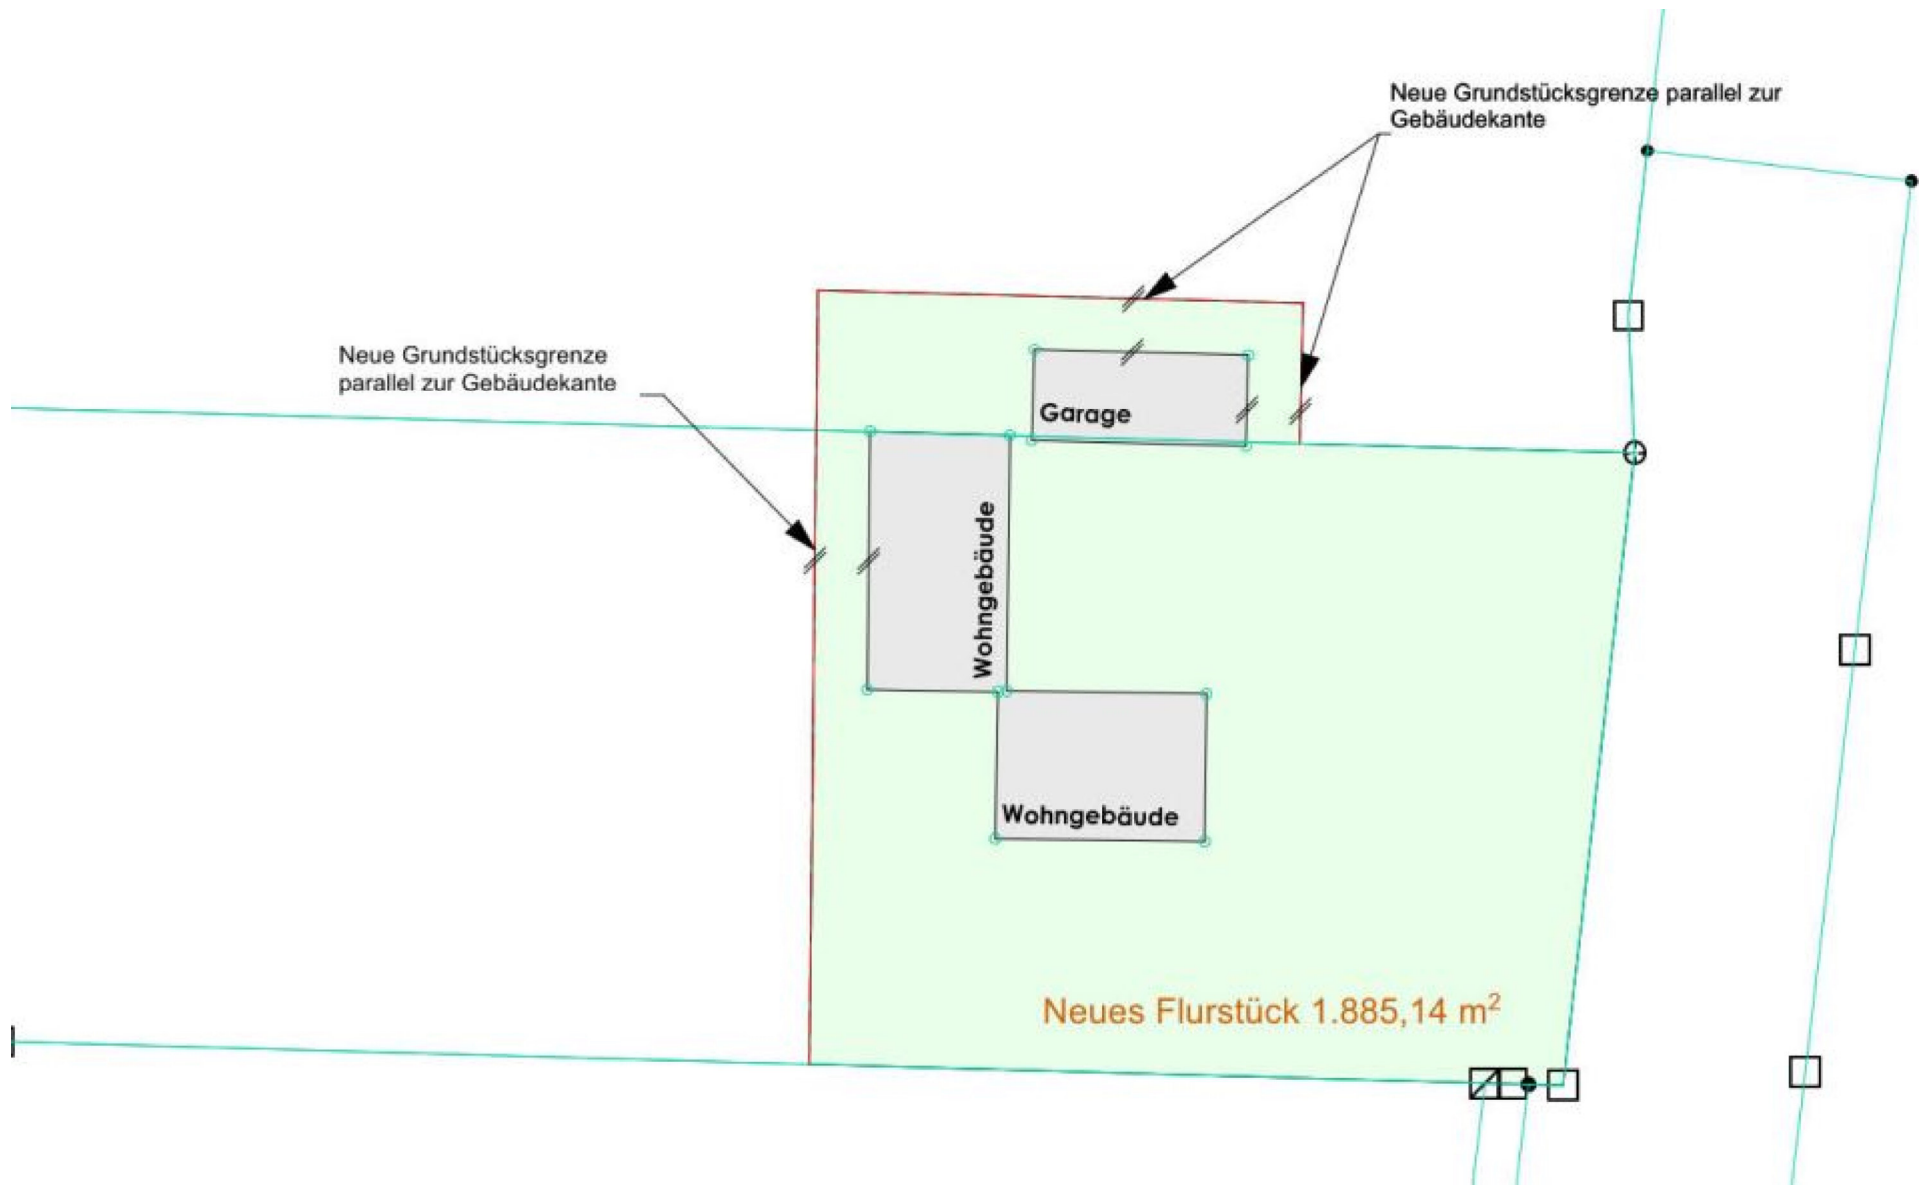 Neue Grundstücksgrenze parallel zur
Gebäudekante
Neue Grundstücksgrenze
parallel zur Gebäudekante
Garage
Wohngebäude
Wohngebäude
Neues Flurstück 1.885,14 m²